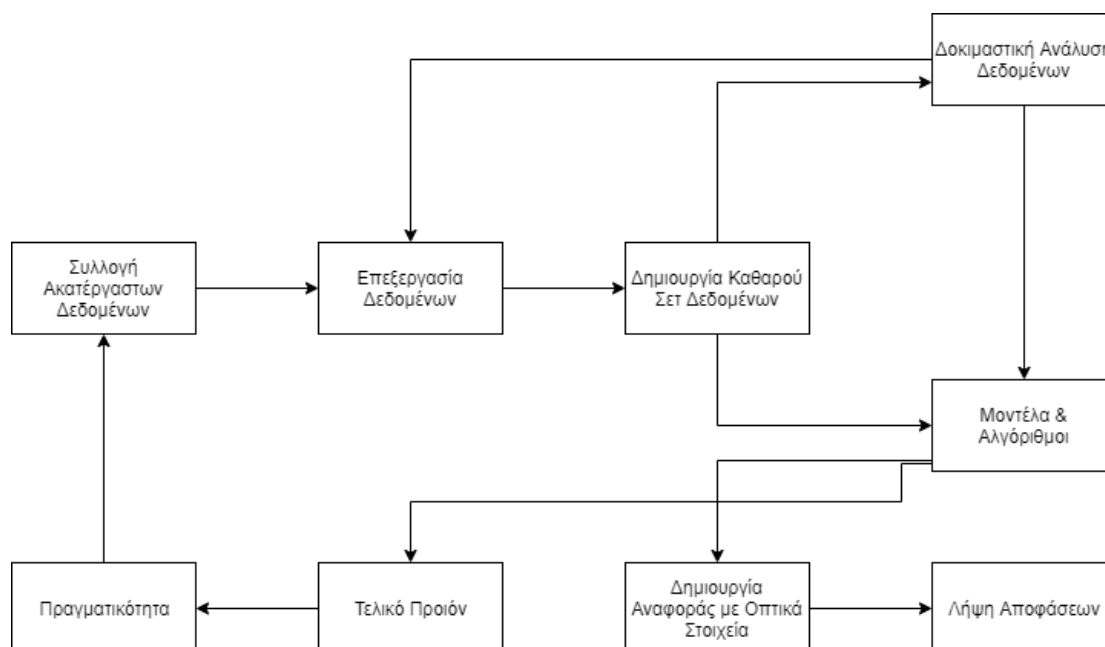 Δοκιμαστική Ανάλυση
Δεδομένων
Συλλογή
Ακατέργαστων
Δεδομένων
Επεξεργασία
Δεδομένων
Δημιουργία Καθαρού
Σετ Δεδομένων
Μοντέλα &
Αλγόριθμοι
Πραγματικότητα
Τελικό Προιόν
Δημιουργία
Αναφοράς με Οπτικά
Στοιχεία
Λήψη Αποφάσεων